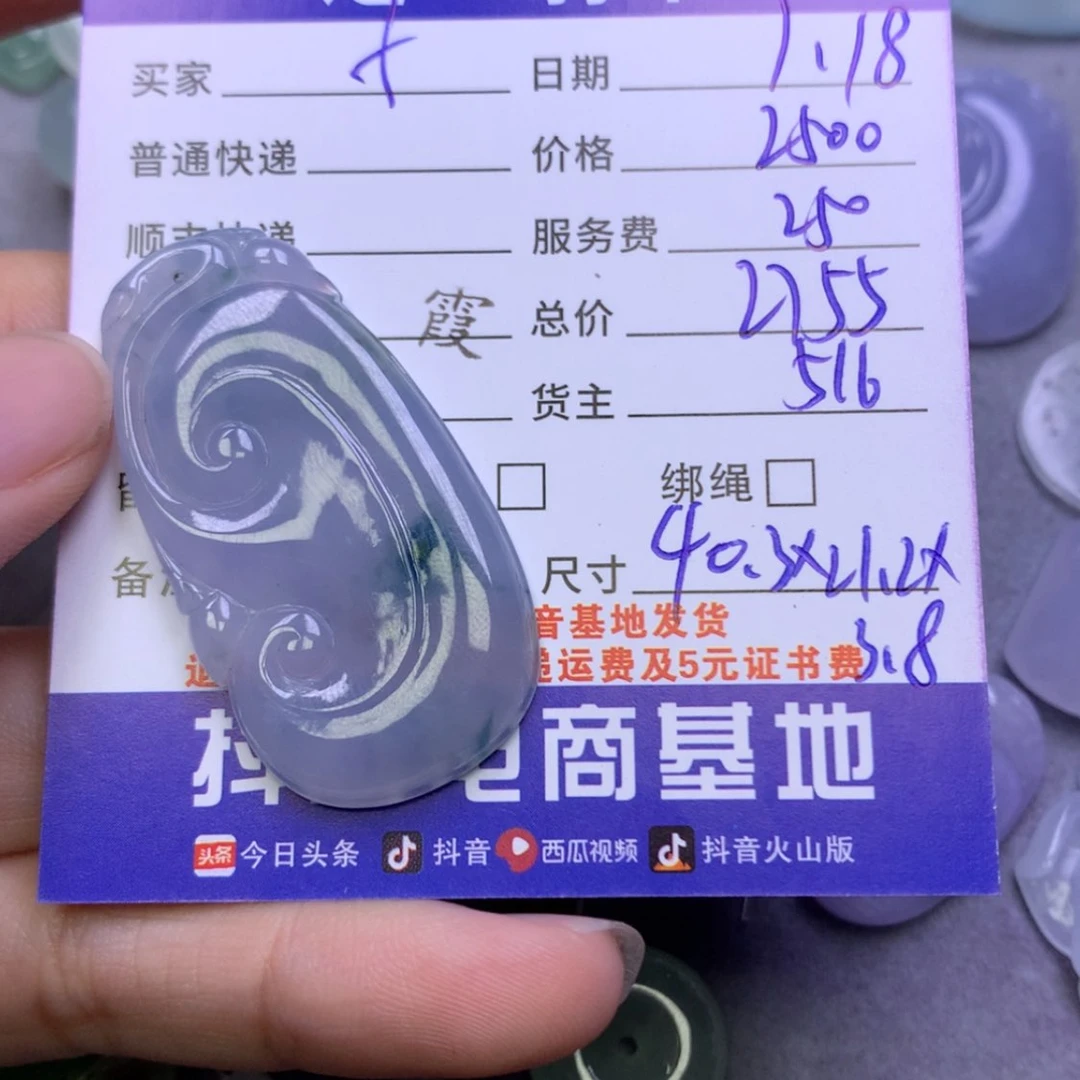 买家 日期 1.18
普通快递 价格 2500
服务费 250
霞 总价 2755
货主 516
绑绳
备 尺寸 40.3x21.2x
音基地发货
运费及5元证书费 3.8
抖 电商基地
头条 今日头条 抖音 西瓜视频 抖音火山版